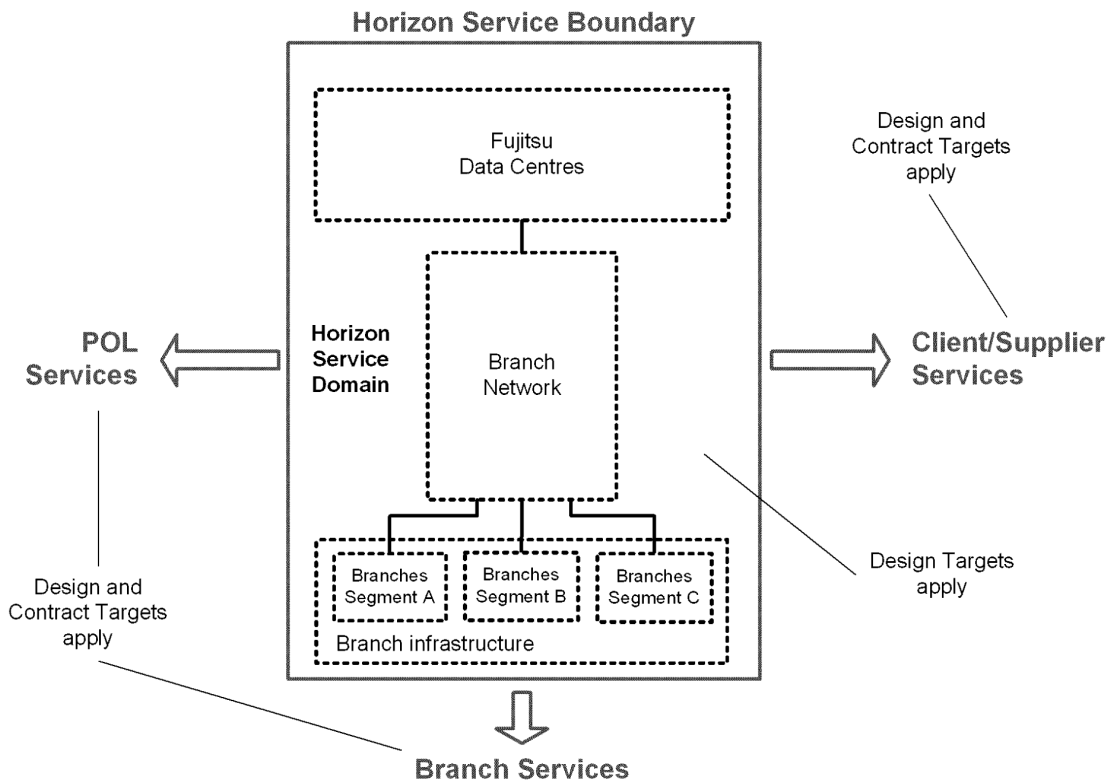 Horizon Service Boundary
Fujitsu
Data Centres
Design and
Contract Targets
apply
POL
Services
Horizon
Service
Domain
Branch
Network
Client/Supplier
Services
Branches
Segment A
Branches
Segment B
Branches
Segment C
Branch infrastructure
Design Targets
apply
Design and
Contract Targets
apply
Branch Services